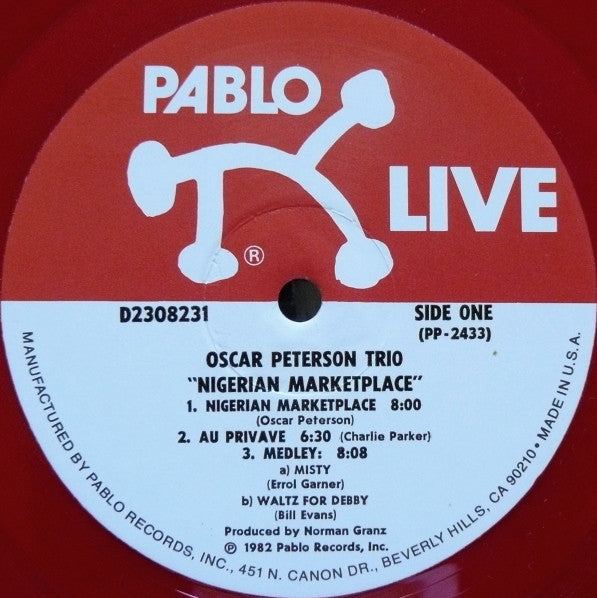 PABLO
LIVE
®
D2308231
SIDE ONE
(PP-2433)
OSCAR PETERSON TRIO
"NIGERIAN MARKETPLACE"
1. NIGERIAN MARKETPLACE 8:00
(Oscar Peterson)
2. AU PRIVAVE 6:30 (Charlie Parker)
3. MEDLEY: 8:08
a) MISTY
(Errol Garner)
b) WALTZ FOR DEBBY
(Bill Evans)
Produced by Norman Granz
℗ 1982 Pablo Records, Inc.
MANUFACTURED BY PABLO RECORDS, INC., 451 N. CANON DR., BEVERLY HILLS, CA 90210 • MADE IN U.S.A.